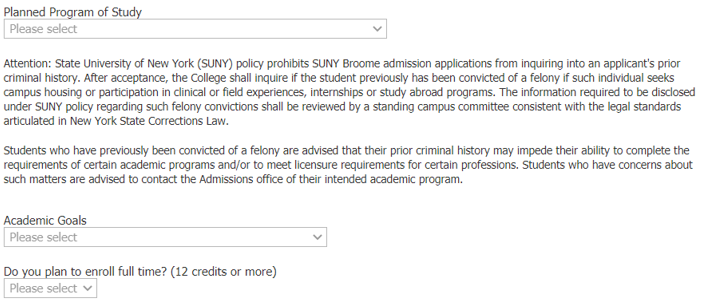 Planned Program of Study
Please select
Attention: State University of New York (SUNY) policy prohibits SUNY Broome admission applications from inquiring into an applicant's prior
criminal history. After acceptance, the College shall inquire if the student previously has been convicted of a felony if such individual seeks
campus housing or participation in clinical or field experiences, internships or study abroad programs. The information required to be disclosed
under SUNY policy regarding such felony convictions shall be reviewed by a standing campus committee consistent with the legal standards
articulated in New York State Corrections Law.
Students who have previously been convicted of a felony are advised that their prior criminal history may impede their ability to complete the
requirements of certain academic programs and/or to meet licensure requirements for certain professions. Students who have concerns about
such matters are advised to contact the Admissions office of their intended academic program.
Academic Goals
Please select
Do you plan to enroll full time? (12 credits or more)
Please select